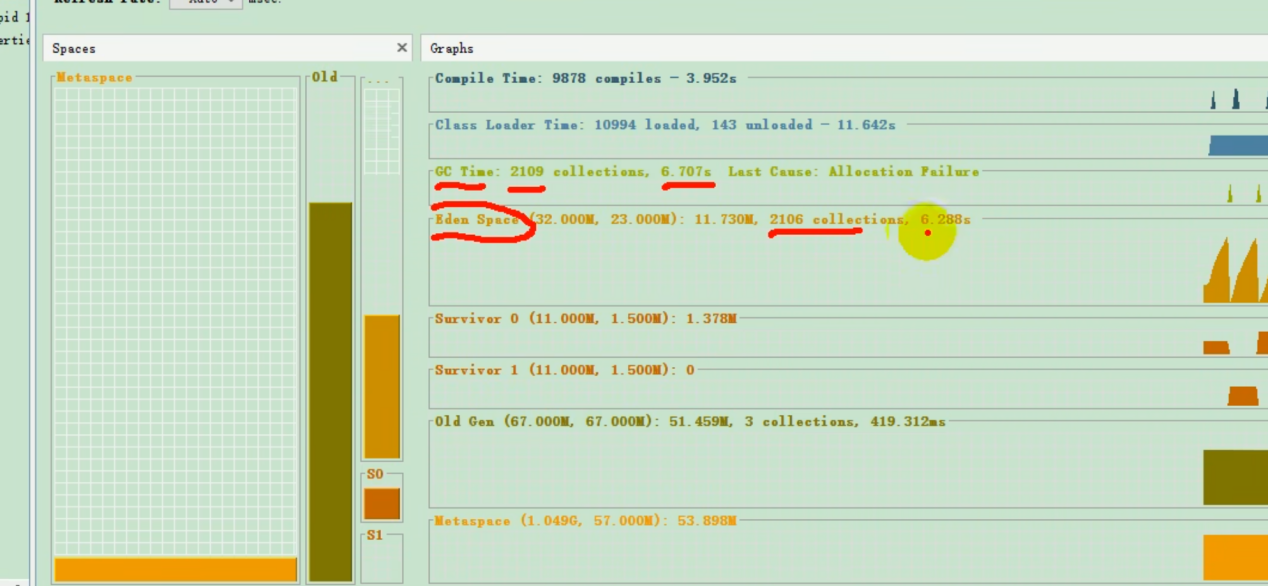 Refresh Rate: Auto msec.
Spaces
Graphs
Metaspace
Old
...
S0
S1
Compile Time: 9878 compiles - 3.952s
Class Loader Time: 10994 loaded, 143 unloaded - 11.642s
GC Time: 2109 collections, 6.707s Last Cause: Allocation Failure
Eden Space (32.000M, 23.000M): 11.730M, 2106 collections, 6.288s
Survivor 0 (11.000M, 1.500M): 1.378M
Survivor 1 (11.000M, 1.500M): 0
Old Gen (67.000M, 67.000M): 51.459M, 3 collections, 419.312ms
Metaspace (1.049G, 57.000M): 53.898M